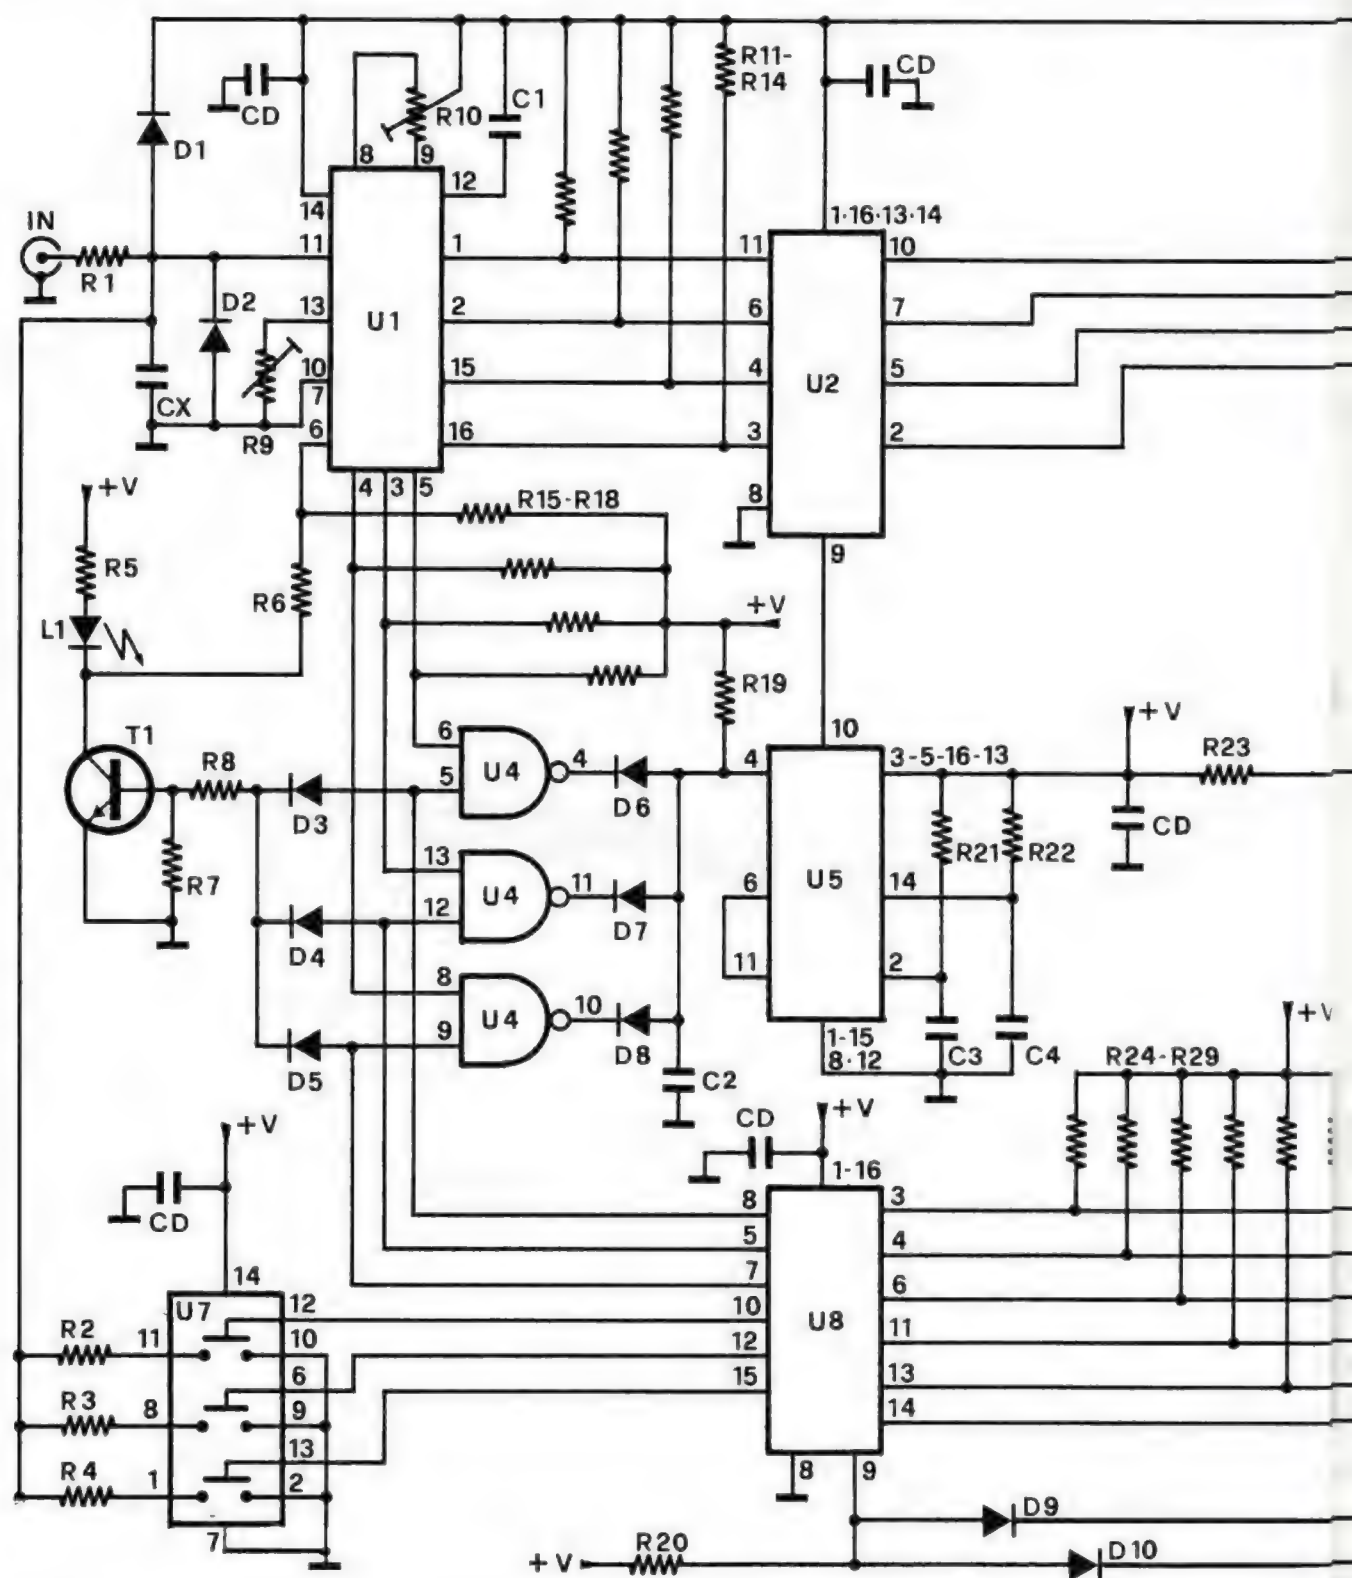 R11-
R14
CD
CD
C1
R10
D1
8
9
12
14
IN
1·16·13·14
11
1
11
10
R1
D2
13
U1
2
6
7
10
15
4
U2
5
7
CX
R9
6
16
3
2
4
3
5
8
+V
R15-R18
9
R5
R6
+V
L1
R19
6
10
+V
T1
4
4
3-5-16-13
R23
R8
U4
5
D6
D3
CD
13
R21
R22
R7
11
6
U5
14
U4
12
D7
D4
11
2
8
10
U4
9
1-15
8·12
D8
C3
C4
+V
D5
R24-R29
C2
+V
CD
+V
1-16
3
8
CD
5
4
7
6
14
U7
12
10
U8
R2
11
10
12
11
6
15
13
R3
8
9
14
13
R4
1
2
8
9
7
D9
R20
+V
D10